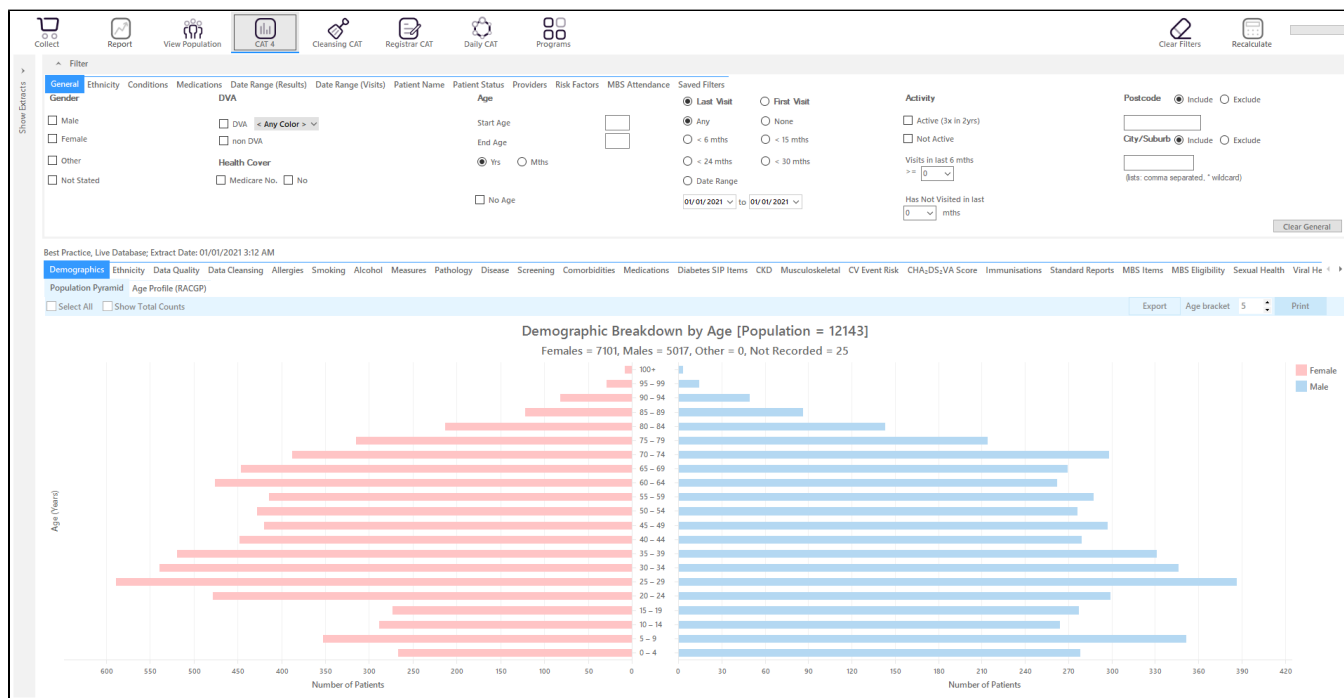 Collect Report View Population CAT 4 Cleansing CAT Registrar CAT Daily CAT Programs Clear Filters Recalculate
Show Extracts
Filter
General Ethnicity Conditions Medications Date Range (Results) Date Range (Visits) Patient Name Patient Status Providers Risk Factors MBS Attendance Saved Filters
Gender DVA Age Last Visit First Visit Activity Postcode Include Exclude
Male DVA < Any Color > Start Age Any None Active (3x in 2yrs)
Female non DVA End Age < 6 mths < 15 mths Not Active City/Suburb Include Exclude
Other Health Cover Yrs Mths < 24 mths < 30 mths Visits in last 6 mths
>= 0
Not Stated Medicare No. No Date Range (lists: comma separated, * wildcard)
No Age 01/01/2021 to 01/01/2021 Has Not Visited in last
0 mths
Clear General
Best Practice, Live Database; Extract Date: 01/01/2021 3:12 AM
Demographics Ethnicity Data Quality Data Cleansing Allergies Smoking Alcohol Measures Pathology Disease Screening Comorbidities Medications Diabetes SIP Items CKD Musculoskeletal CV Event Risk CHA₂DS₂VA Score Immunisations Standard Reports MBS Items MBS Eligibility Sexual Health Viral He
Population Pyramid Age Profile (RACGP)
Select All Show Total Counts Export Age bracket 5 Print
Demographic Breakdown by Age [Population = 12143]
Females = 7101, Males = 5017, Other = 0, Not Recorded = 25
Female
Male
Age (Years)
100+
95 – 99
90 – 94
85 – 89
80 – 84
75 – 79
70 – 74
65 – 69
60 – 64
55 – 59
50 – 54
45 – 49
40 – 44
35 – 39
30 – 34
25 – 29
20 – 24
15 – 19
10 – 14
5 – 9
0 – 4
600 550 500 450 400 350 300 250 200 150 100 50 0 0 30 60 90 120 150 180 210 240 270 300 330 360 390 420
Number of Patients Number of Patients